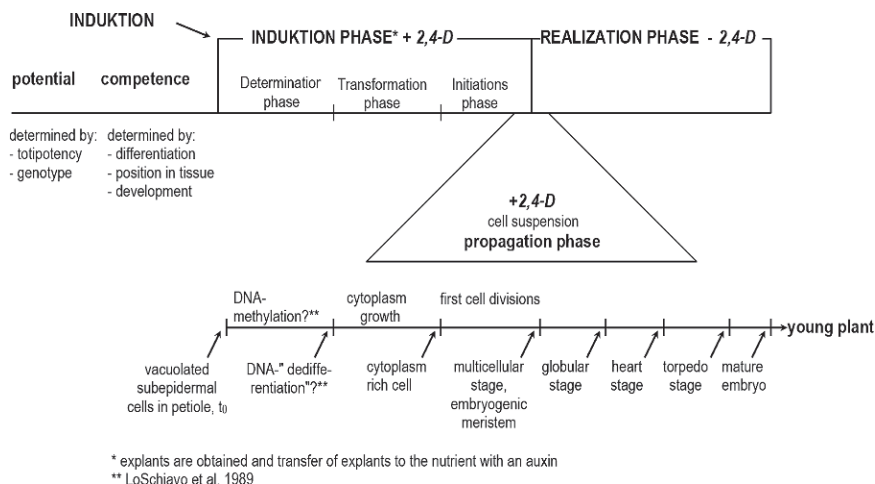 INDUKTION
INDUKTION PHASE* + 2,4-D
REALIZATION PHASE - 2,4-D
potential
competence
Determinatior
phase
Transformation
phase
Initiations
phase
determined by:
- totipotency
- genotype
determined by:
- differentiation
- position in tissue
- development
+2,4-D
cell suspension
propagation phase
DNA-
methylation?**
cytoplasm
growth
first cell divisions
young plant
vacuolated
subepidermal
cells in petiole, t₀
DNA-" dediffe-
rentiation"?**
cytoplasm
rich cell
multicellular
stage,
embryogenic
meristem
globular
stage
heart
stage
torpedo
stage
mature
embryo
* explants are obtained and transfer of explants to the nutrient with an auxin
** LoSchiavo et al. 1989